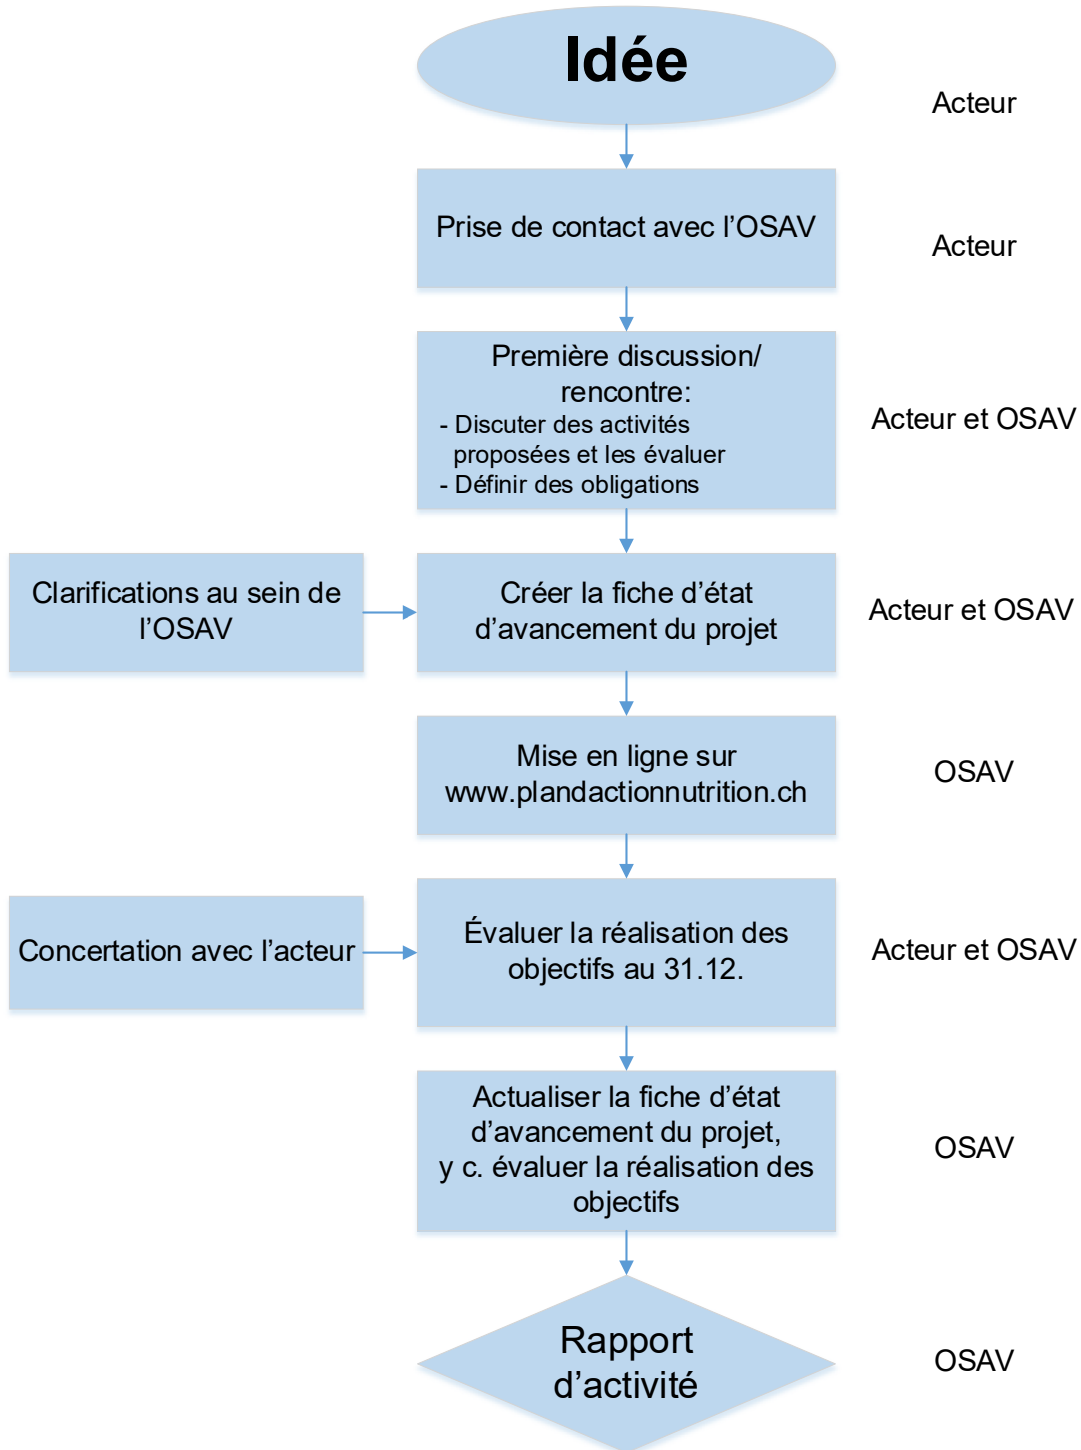 Idée
Acteur
Prise de contact avec l’OSAV
Acteur
Première discussion/
rencontre:
- Discuter des activités
proposées et les évaluer
- Définir des obligations
Acteur et OSAV
Clarifications au sein de
l’OSAV
Créer la fiche d’état
d’avancement du projet
Acteur et OSAV
Mise en ligne sur
www.plandactionnutrition.ch
OSAV
Concertation avec l’acteur
Évaluer la réalisation des
objectifs au 31.12.
Acteur et OSAV
Actualiser la fiche d’état
d’avancement du projet,
y c. évaluer la réalisation des
objectifs
OSAV
Rapport
d’activité
OSAV